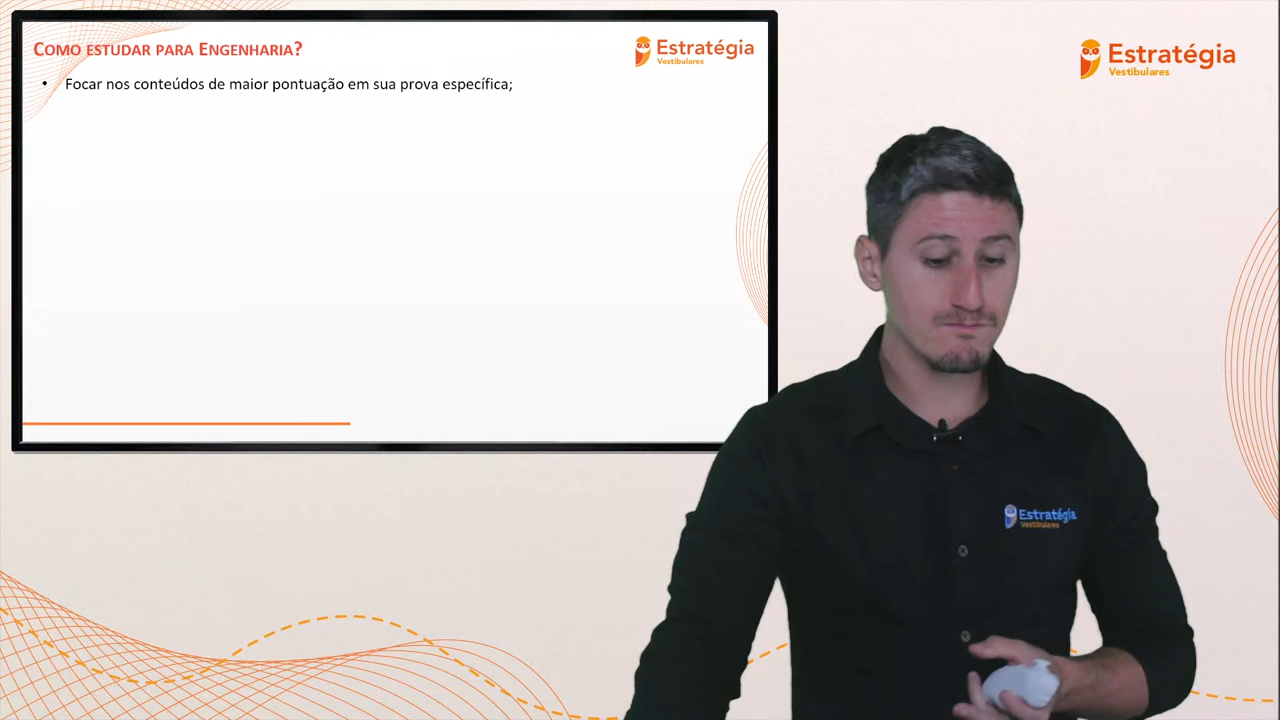 COMO ESTUDAR PARA ENGENHARIA?
Estratégia
Vestibulares
• Focar nos conteúdos de maior pontuação em sua prova específica;
Estratégia
Vestibulares
Estratégia
Vestibulares